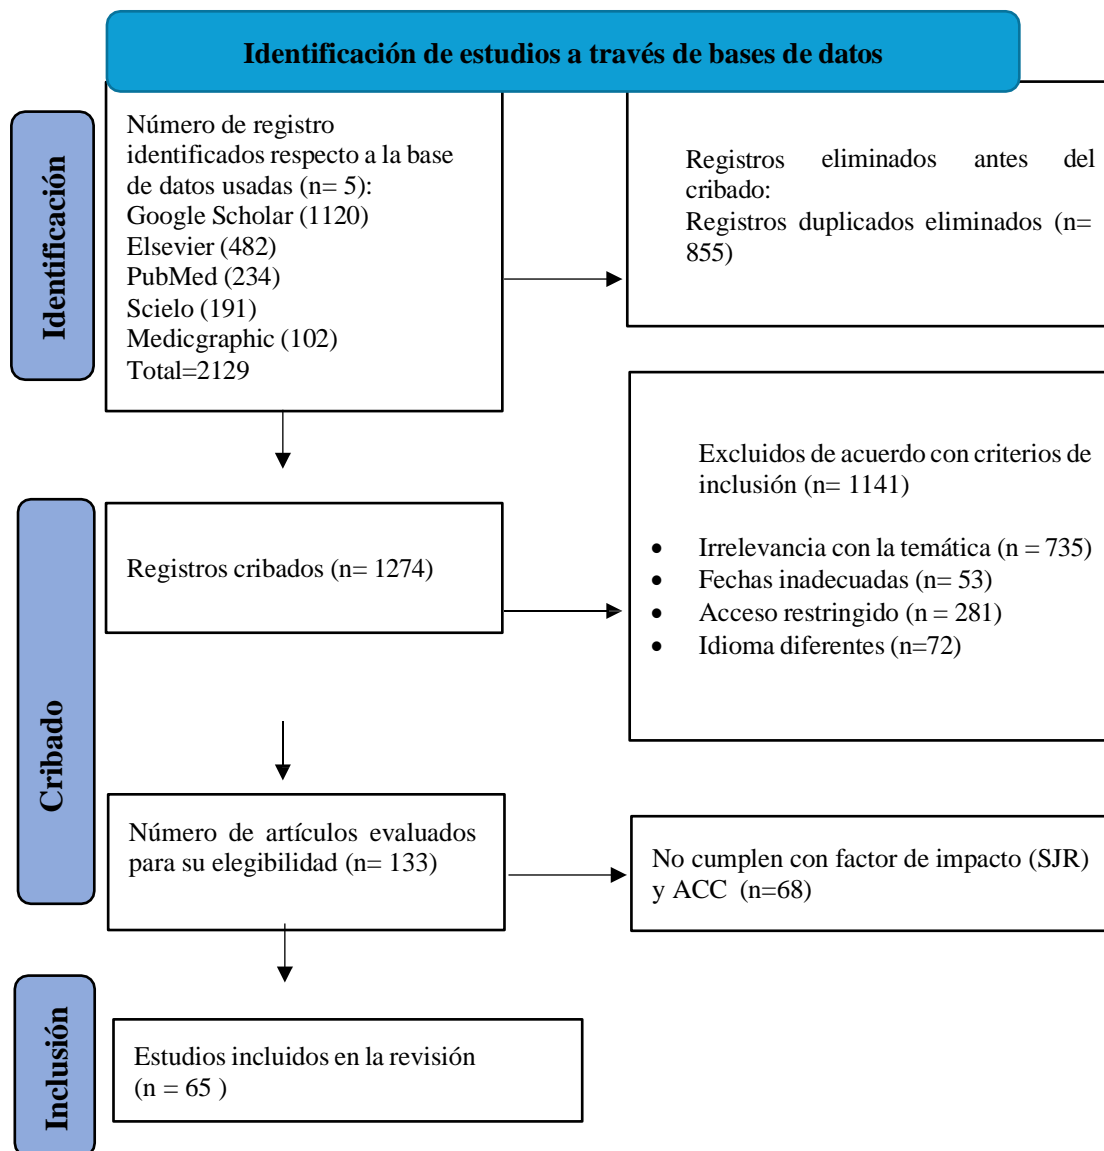 Identificación de estudios a través de bases de datos
Identificación
Número de registro
identificados respecto a la base
de datos usadas (n= 5):
Google Scholar (1120)
Elsevier (482)
PubMed (234)
Scielo (191)
Medicgraphic (102)
Total=2129
Registros eliminados antes del
cribado:
Registros duplicados eliminados (n=
855)
Cribado
Registros cribados (n= 1274)
Excluidos de acuerdo con criterios de
inclusión (n= 1141)
• Irrelevancia con la temática (n = 735)
• Fechas inadecuadas (n= 53)
• Acceso restringido (n = 281)
• Idioma diferentes (n=72)
Número de artículos evaluados
para su elegibilidad (n= 133)
No cumplen con factor de impacto (SJR)
y ACC (n=68)
Inclusión
Estudios incluidos en la revisión
(n = 65 )